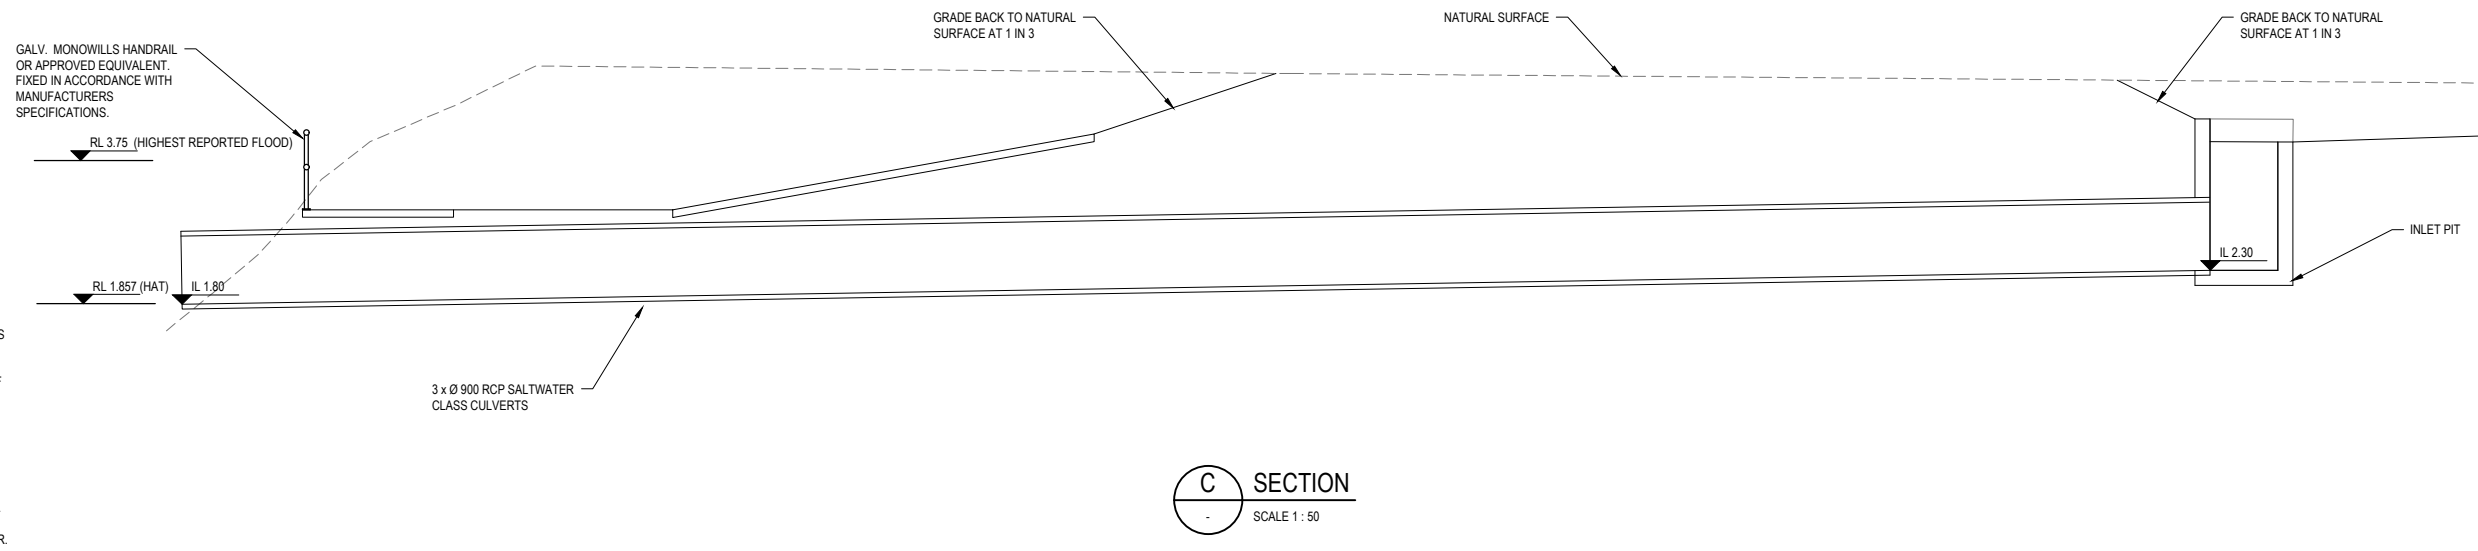 GRADE BACK TO NATURAL
SURFACE AT 1 IN 3
NATURAL SURFACE
GRADE BACK TO NATURAL
SURFACE AT 1 IN 3
GALV. MONOWILLS HANDRAIL
OR APPROVED EQUIVALENT.
FIXED IN ACCORDANCE WITH
MANUFACTURERS
SPECIFICATIONS.
RL 3.75 (HIGHEST REPORTED FLOOD)
INLET PIT
IL 2.30
RL 1.857 (HAT)
IL 1.80
S
3 x Ø 900 RCP SALTWATER
CLASS CULVERTS
C
-
SECTION
SCALE 1 : 50
R.